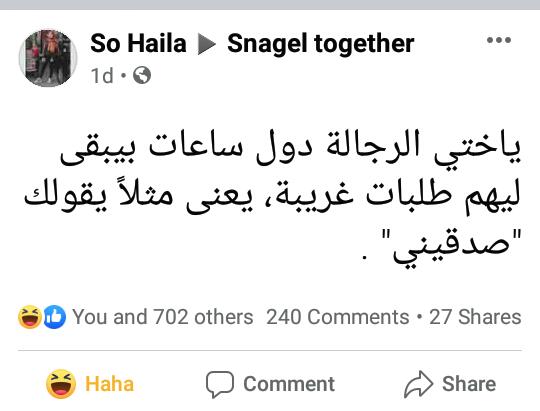 So Haila ▶ Snagel together
1d •
ياختي الرجالة دول ساعات بيبقى
ليهم طلبات غريبة، يعنى مثلاً يقولك
"صدقيني" .
You and 702 others 240 Comments • 27 Shares
Haha Comment Share